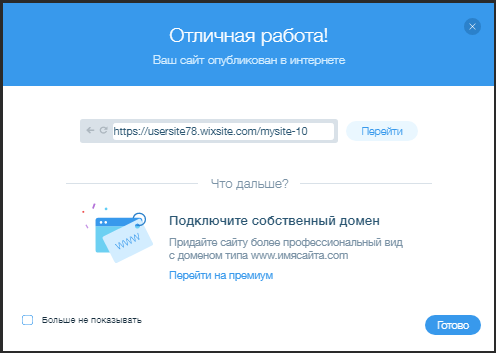 Отличная работа!
Ваш сайт опубликован в интернете
https://usersite78.wixsite.com/mysite-10
Перейти
Что дальше?
WWW
Подключите собственный домен
Придайте сайту более профессиональный вид
с доменом типа www.имясайта.com
Перейти на премиум
Больше не показывать
Готово